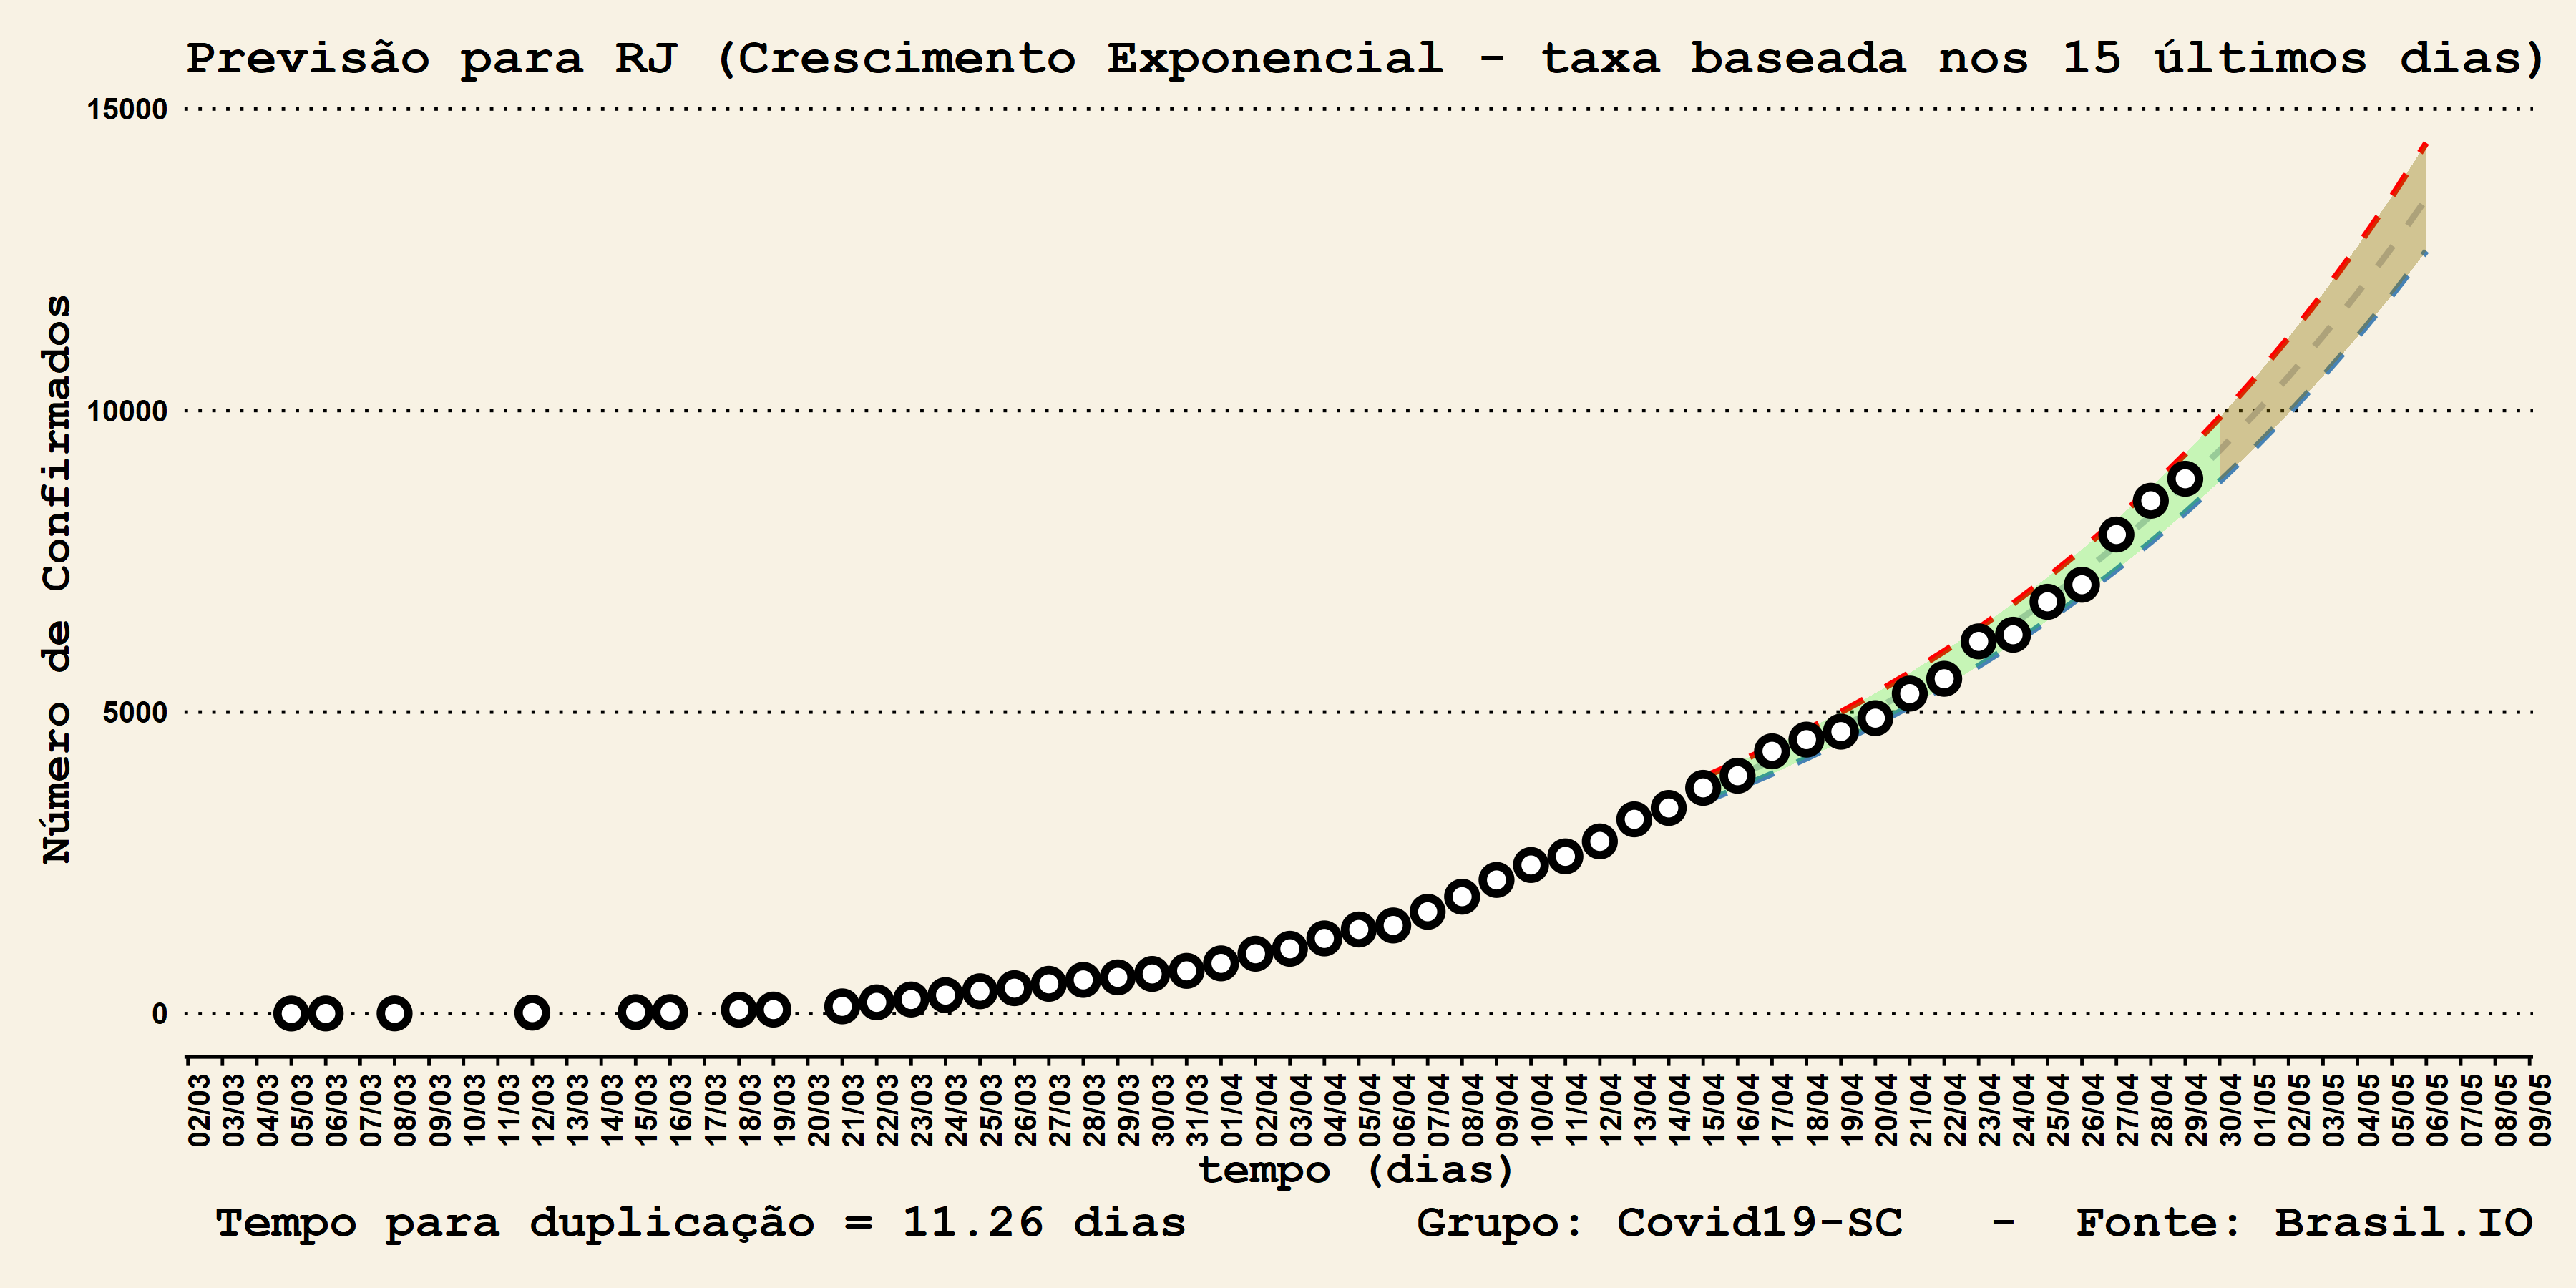 Previsão para RJ (Crescimento Exponencial - taxa baseada nos 15 últimos dias)
Número de Confirmados
15000
10000
5000
0
02/03 03/03 04/03 05/03 06/03 07/03 08/03 09/03 10/03 11/03 12/03 13/03 14/03 15/03 16/03 17/03 18/03 19/03 20/03 21/03 22/03 23/03 24/03 25/03 26/03 27/03 28/03 29/03 30/03 31/03 01/04 02/04 03/04 04/04 05/04 06/04 07/04 08/04 09/04 10/04 11/04 12/04 13/04 14/04 15/04 16/04 17/04 18/04 19/04 20/04 21/04 22/04 23/04 24/04 25/04 26/04 27/04 28/04 29/04 30/04 01/05 02/05 03/05 04/05 05/05 06/05 07/05 08/05 09/05
tempo (dias)
Tempo para duplicação = 11.26 dias Grupo: Covid19-SC - Fonte: Brasil.IO